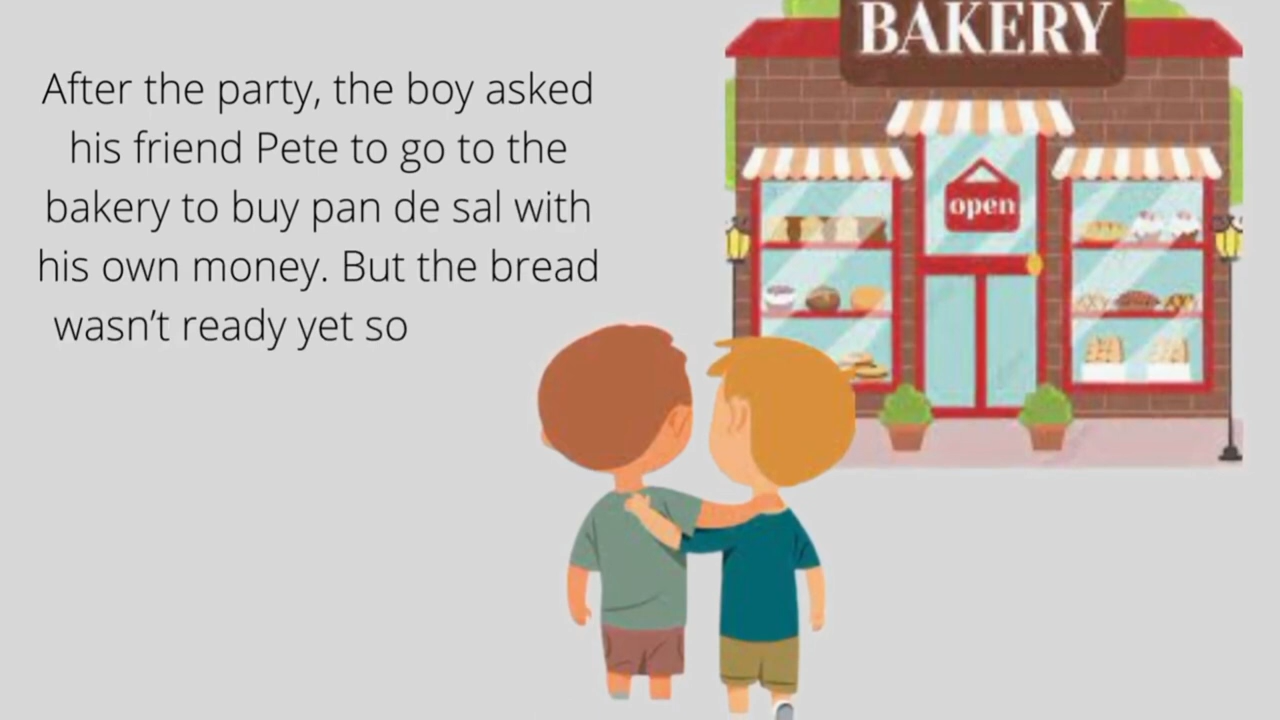 After the party, the boy asked
his friend Pete to go to the
bakery to buy pan de sal with
his own money. But the bread
wasn’t ready yet so
BAKERY
open